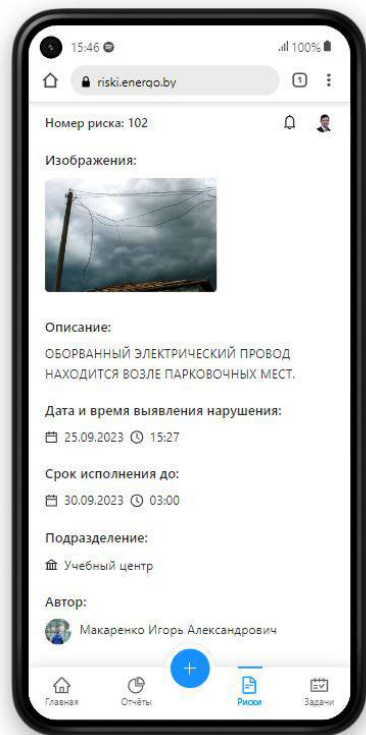 15:46
100%
riski.energo.by
1
Номер риска: 102
Изображения:
Описание:
ОБОРВАННЫЙ ЭЛЕКТРИЧЕСКИЙ ПРОВОД
НАХОДИТСЯ ВОЗЛЕ ПАРКОВОЧНЫХ МЕСТ.
Дата и время выявления нарушения:
25.09.2023 15:27
Срок исполнения до:
30.09.2023 03:00
Подразделение:
Учебный центр
Автор:
Макаренко Игорь Александрович
Главная Отчёты + Риски Задачи